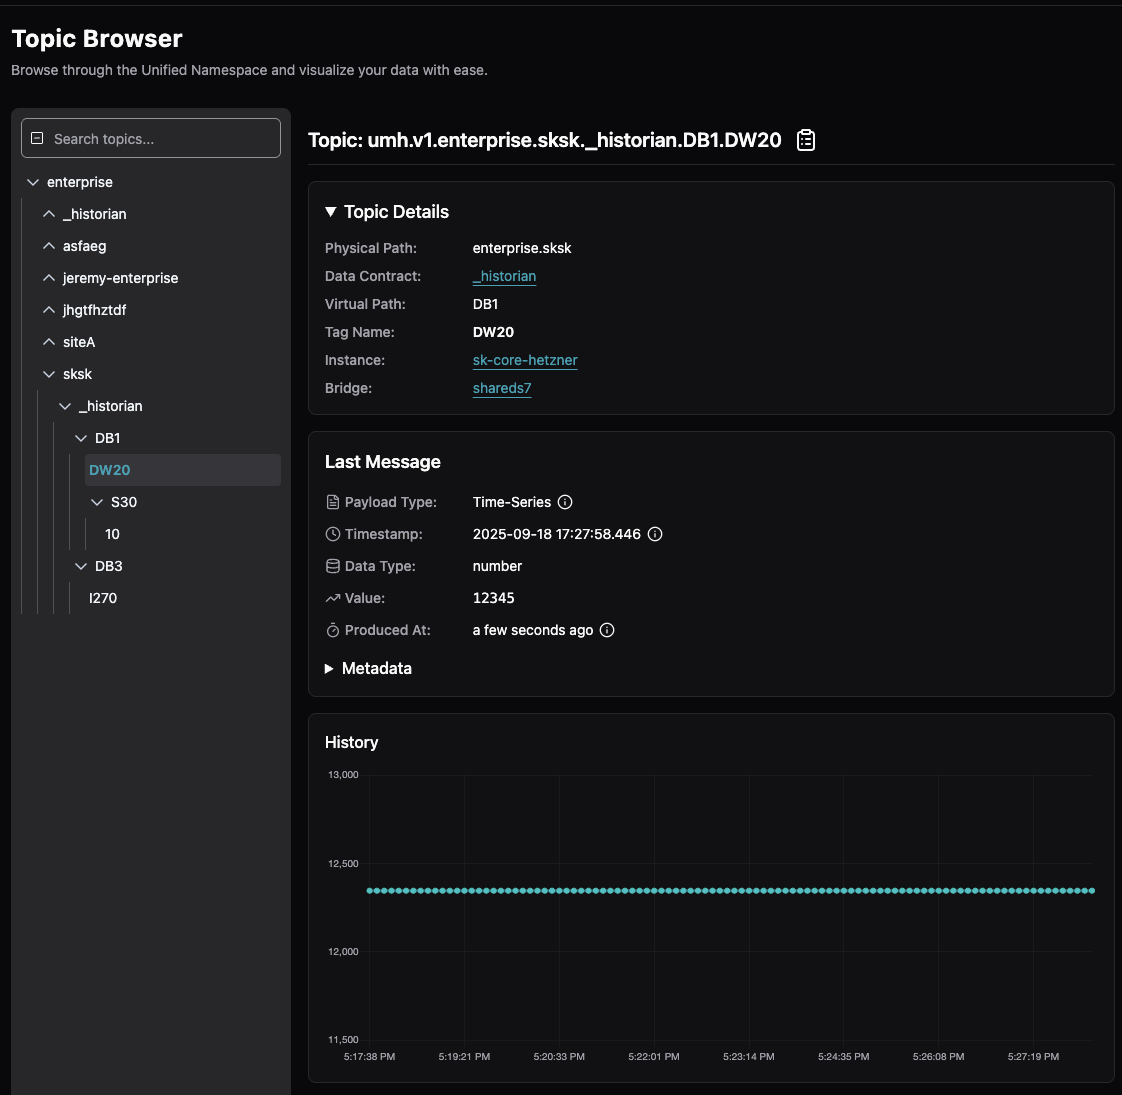 Topic Browser
Browse through the Unified Namespace and visualize your data with ease.
Search topics...
enterprise
_historian
asfaeg
jeremy-enterprise
jhgtfhztdf
siteA
sksk
_historian
DB1
DW20
S30
10
DB3
I270
Topic: umh.v1.enterprise.sksk._historian.DB1.DW20
Topic Details
Physical Path: enterprise.sksk
Data Contract: _historian
Virtual Path: DB1
Tag Name: DW20
Instance: sk-core-hetzner
Bridge: shareds7
Last Message
Payload Type: Time-Series
Timestamp: 2025-09-18 17:27:58.446
Data Type: number
Value: 12345
Produced At: a few seconds ago
Metadata
History
13,000
12,500
12,000
11,500
5:17:38 PM 5:19:21 PM 5:20:33 PM 5:22:01 PM 5:23:14 PM 5:24:35 PM 5:26:08 PM 5:27:19 PM